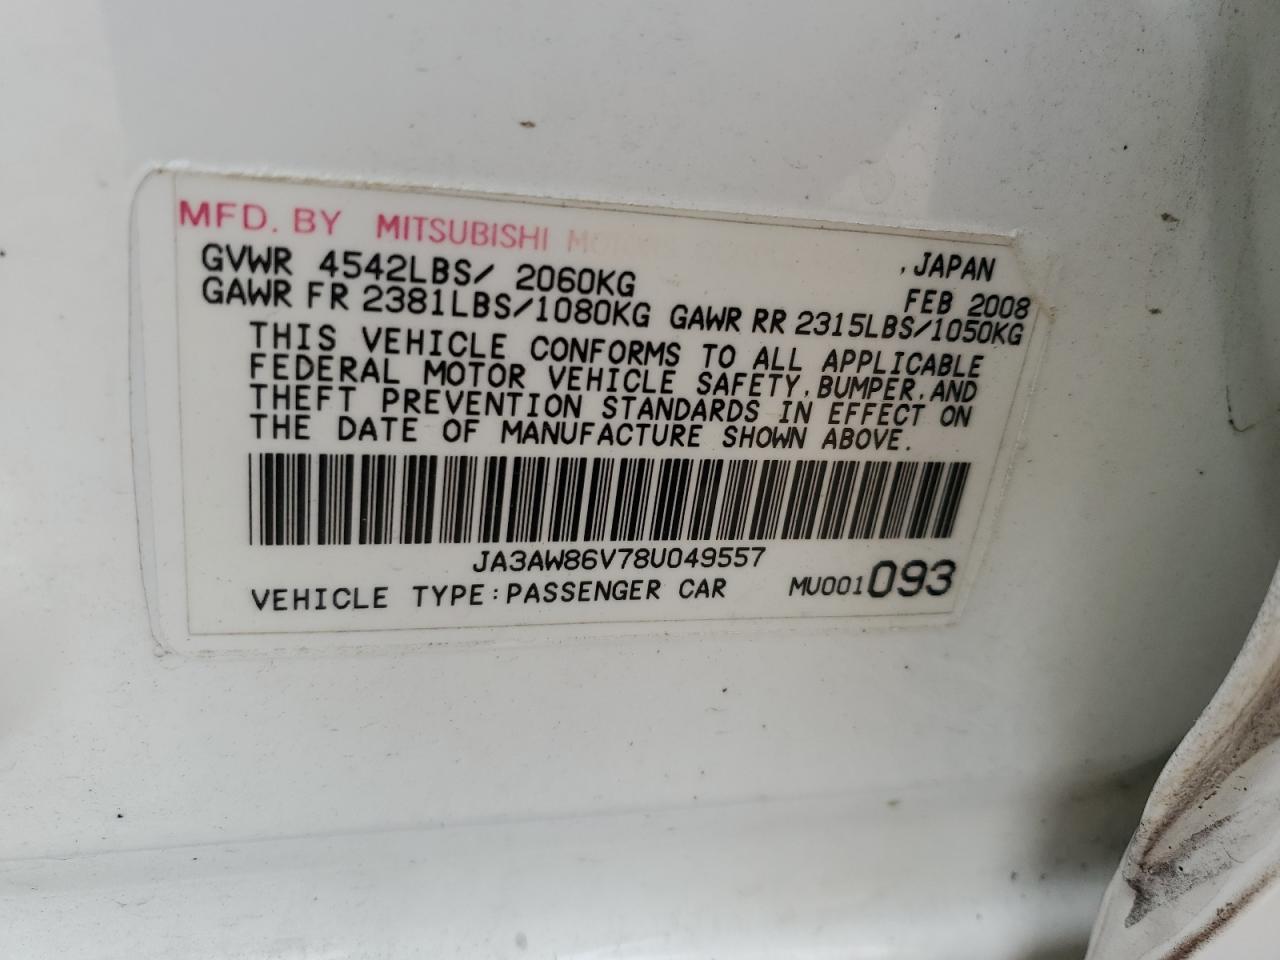 MFD. BY MITSUBISHI
GVWR 4542LBS/ 2060KG , JAPAN
FEB 2008
GAWR FR 2381LBS/1080KG GAWR RR 2315LBS/1050KG
THIS VEHICLE CONFORMS TO ALL APPLICABLE
FEDERAL MOTOR VEHICLE SAFETY, BUMPER, AND
THEFT PREVENTION STANDARDS IN EFFECT ON
THE DATE OF MANUFACTURE SHOWN ABOVE.
JA3AW86V78U049557
VEHICLE TYPE:PASSENGER CAR MU001093